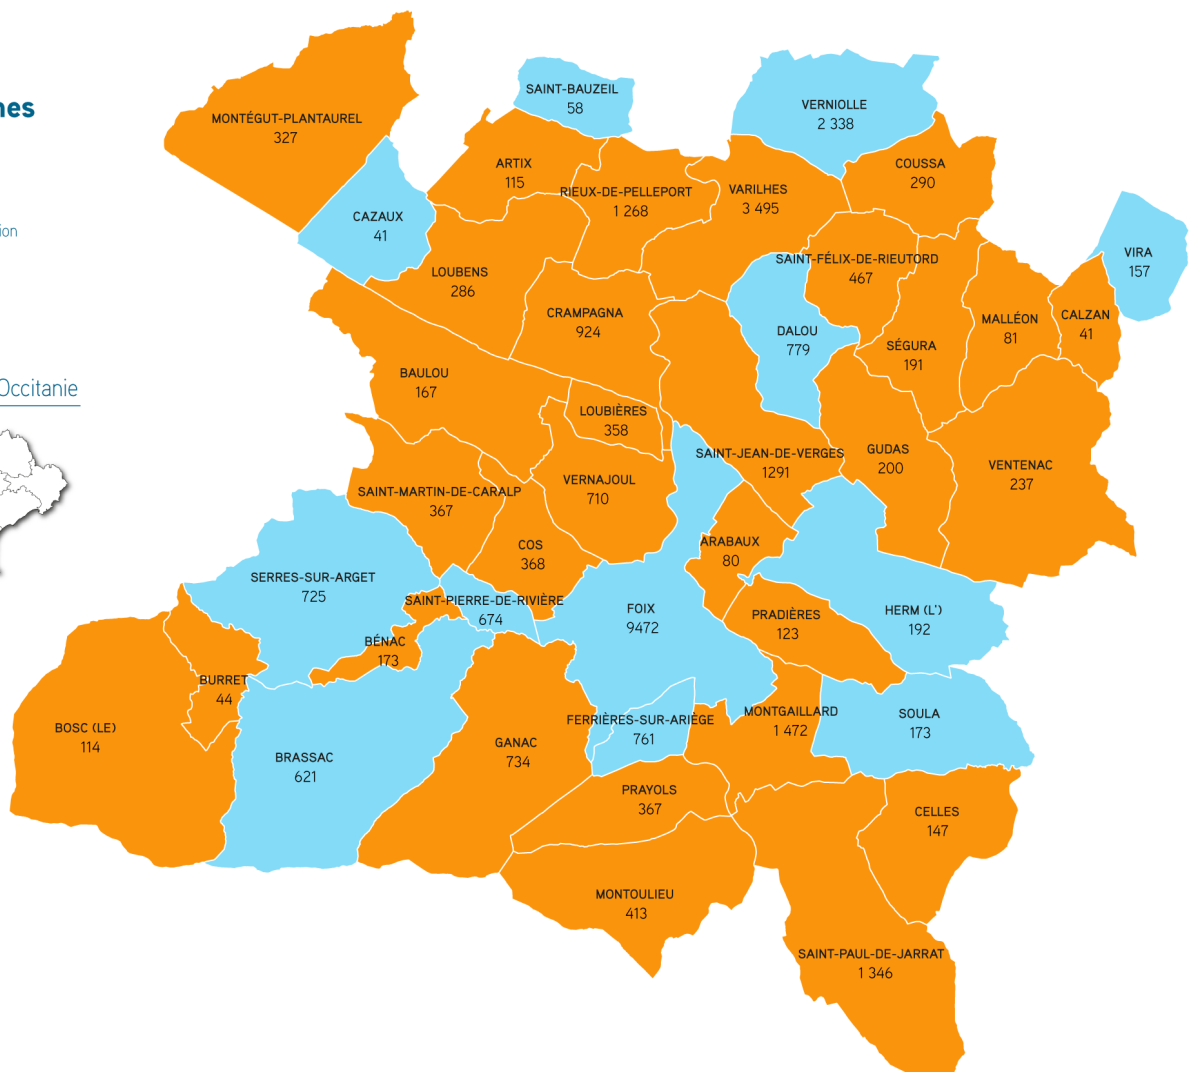 nes
ion
Occitanie
MONTÉGUT-PLANTAUREL
327
SAINT-BAUZEIL
58
VERNIOLLE
2 338
ARTIX
115
COUSSA
290
RIEUX-DE-PELLEPORT
1 268
VARILHES
3 495
CAZAUX
41
VIRA
157
SAINT-FÉLIX-DE-RIEUTORD
467
LOUBENS
286
CRAMPAGNA
924
CALZAN
41
MALLÉON
81
DALOU
779
SÉGURA
191
BAULOU
167
LOUBIÈRES
358
SAINT-JEAN-DE-VERGES
1291
GUDAS
200
VENTENAC
237
VERNAJOUL
710
SAINT-MARTIN-DE-CARALP
367
COS
368
ARABAUX
80
SERRES-SUR-ARGET
725
SAINT-PIERRE-DE-RIVIÈRE
674
FOIX
9472
HERM (L')
192
PRADIÈRES
123
BÉNAC
173
BURRET
44
BOSC (LE)
114
FERRIÈRES-SUR-ARIÈGE
761
MONTGAILLARD
1 472
SOULA
173
GANAC
734
BRASSAC
621
PRAYOLS
367
CELLES
147
MONTOULIEU
413
SAINT-PAUL-DE-JARRAT
1 346